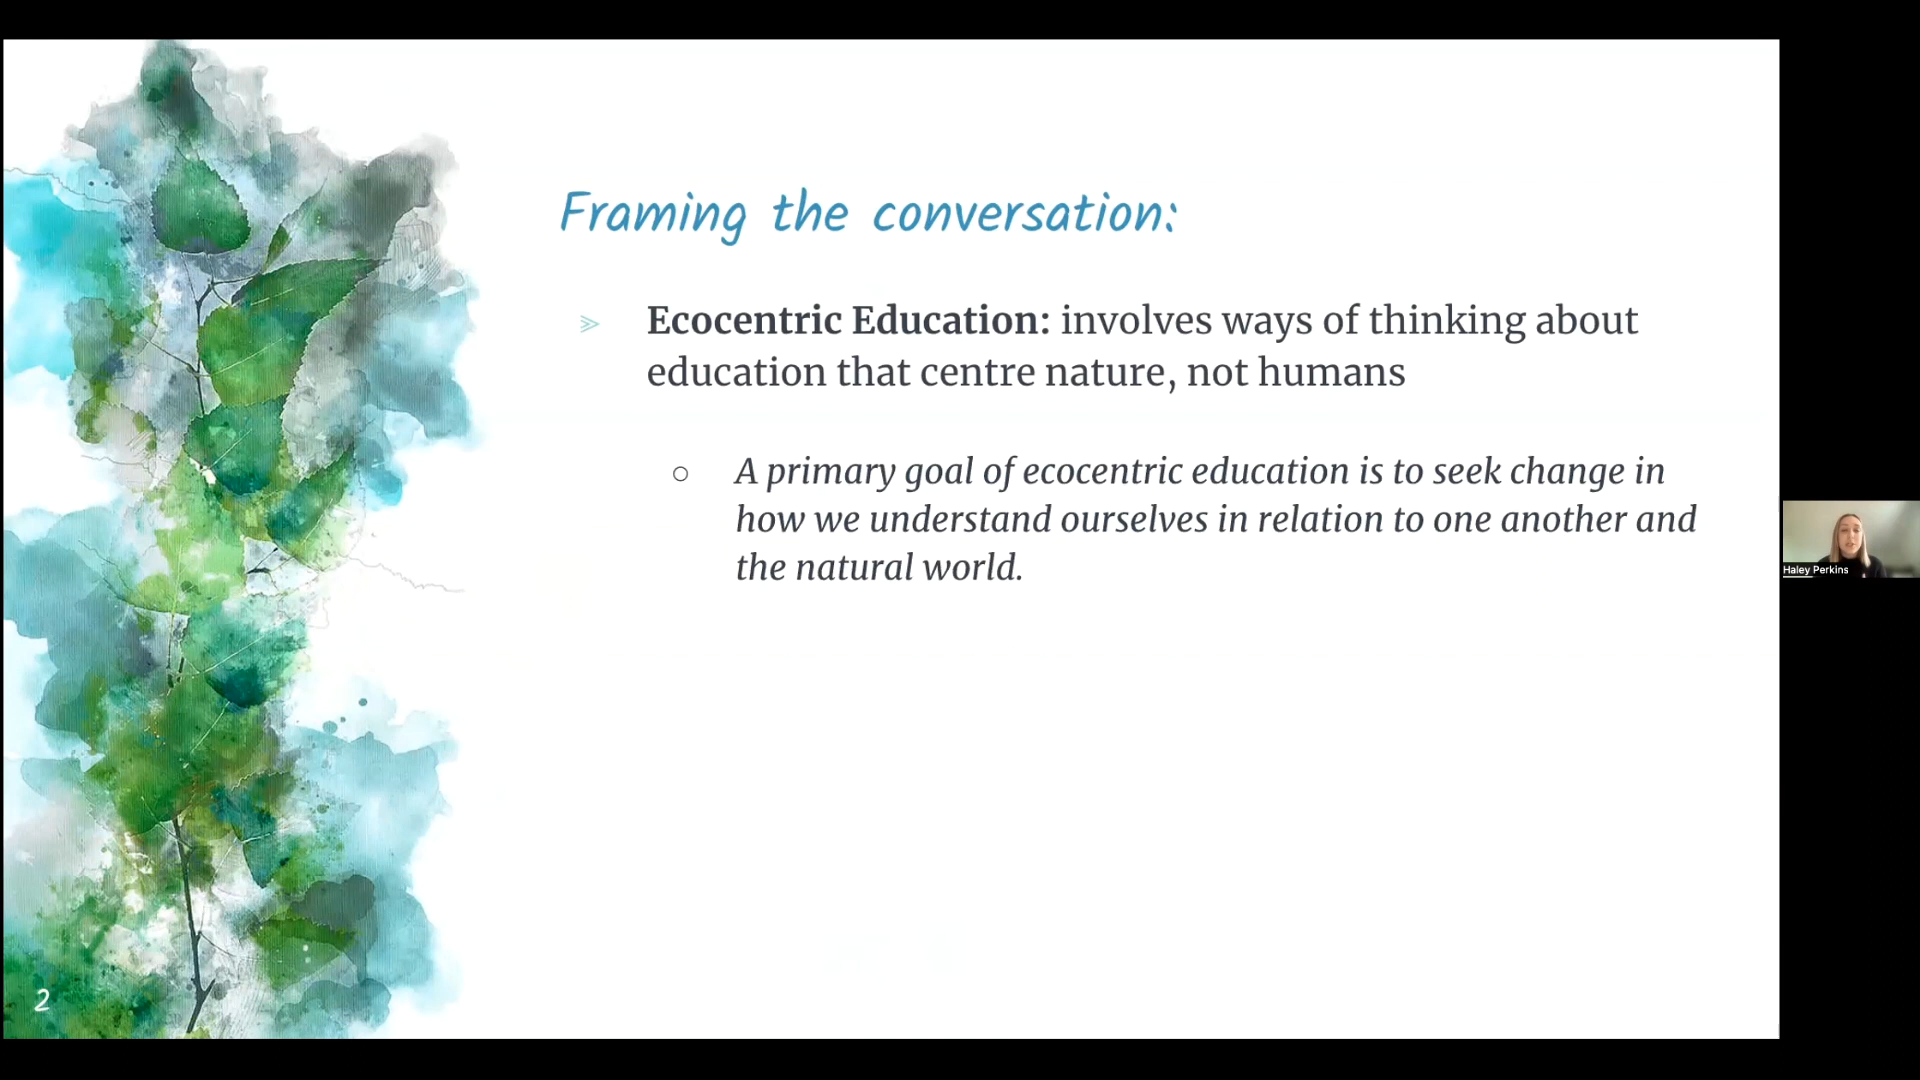 Framing the conversation:
⪢ Ecocentric Education: involves ways of thinking about
education that centre nature, not humans
○ A primary goal of ecocentric education is to seek change in
how we understand ourselves in relation to one another and
the natural world.
Haley Perkins
2